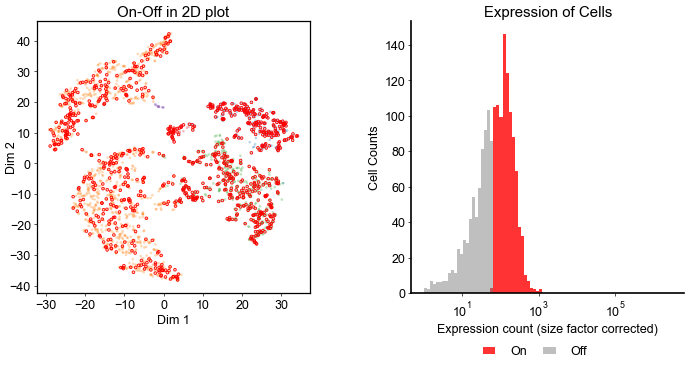 On-Off in 2D plot
40
30
20
10
0
−10
−20
−30
−40
Dim 2
−30 −20 −10 0 10 20 30
Dim 1
Expression of Cells
140
120
100
80
60
40
20
0
Cell Counts
10^1 10^3 10^5
Expression count (size factor corrected)
On Off